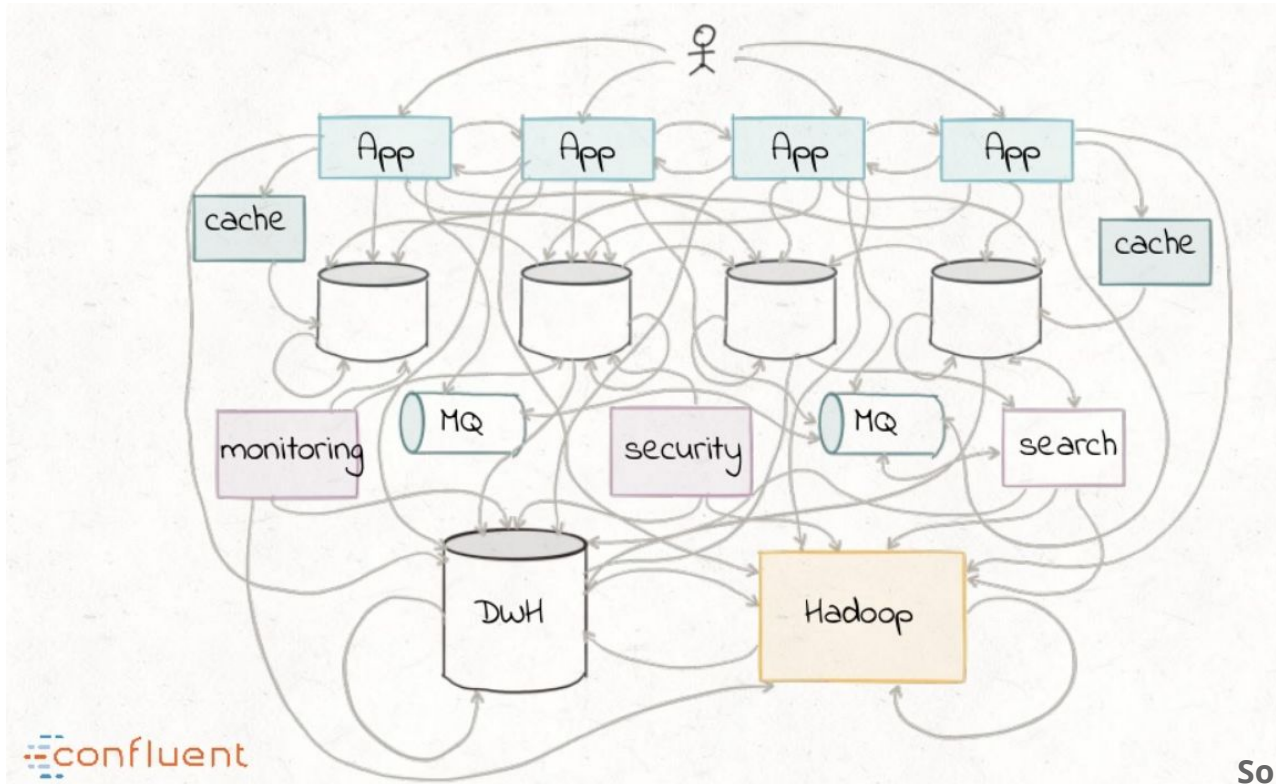 App
App
App
App
cache
cache
MQ
MQ
monitoring
security
search
DWH
Hadoop
confluent
So